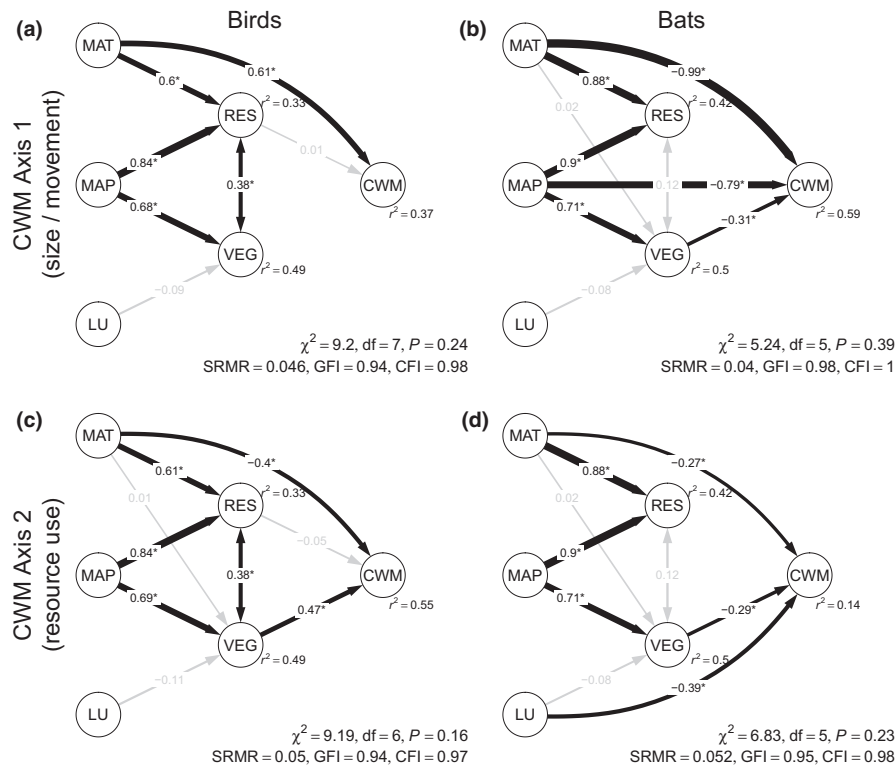 Birds
Bats
(a)
(b)
CWM Axis 1
(size / movement)
MAT
0.61*
0.6*
r² = 0.33
RES
0.01
MAP
0.84*
0.38*
CWM
0.68*
r² = 0.37
VEG
r² = 0.49
−0.09
LU
χ² = 9.2, df = 7, P = 0.24
SRMR = 0.046, GFI = 0.94, CFI = 0.98
MAT
−0.99*
0.88*
0.02
r² = 0.42
RES
0.9*
MAP
0.12
−0.79*
CWM
0.71*
−0.31*
r² = 0.59
VEG
r² = 0.5
−0.08
LU
χ² = 5.24, df = 5, P = 0.39
SRMR = 0.04, GFI = 0.98, CFI = 1
(c)
(d)
CWM Axis 2
(resource use)
MAT
−0.4*
0.61*
0.01
r² = 0.33
RES
−0.05
0.84*
MAP
0.38*
CWM
0.69*
0.47*
r² = 0.55
VEG
r² = 0.49
−0.11
LU
χ² = 9.19, df = 6, P = 0.16
SRMR = 0.05, GFI = 0.94, CFI = 0.97
MAT
−0.27*
0.88*
0.02
r² = 0.42
RES
0.9*
MAP
0.12
CWM
0.71*
−0.29*
r² = 0.14
VEG
r² = 0.5
−0.08
−0.39*
LU
χ² = 6.83, df = 5, P = 0.23
SRMR = 0.052, GFI = 0.95, CFI = 0.98